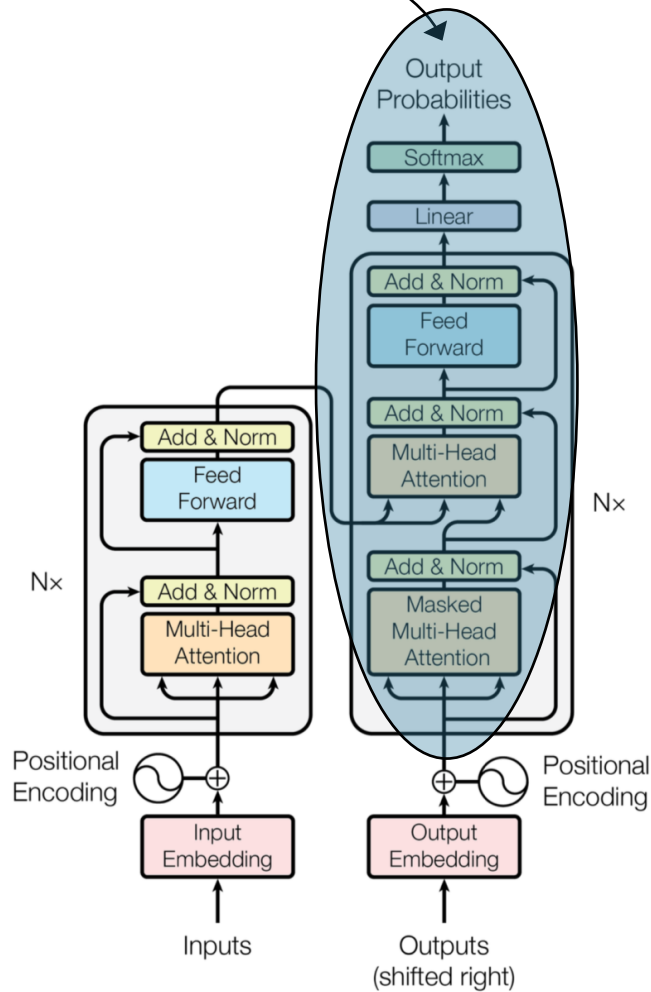 Output
Probabilities
Softmax
Linear
Add & Norm
Feed
Forward
Add & Norm
Multi-Head
Attention
Add & Norm
Masked
Multi-Head
Attention
Nx
Add & Norm
Feed
Forward
Add & Norm
Multi-Head
Attention
Nx
Positional
Encoding
Positional
Encoding
Input
Embedding
Output
Embedding
Inputs
Outputs
(shifted right)